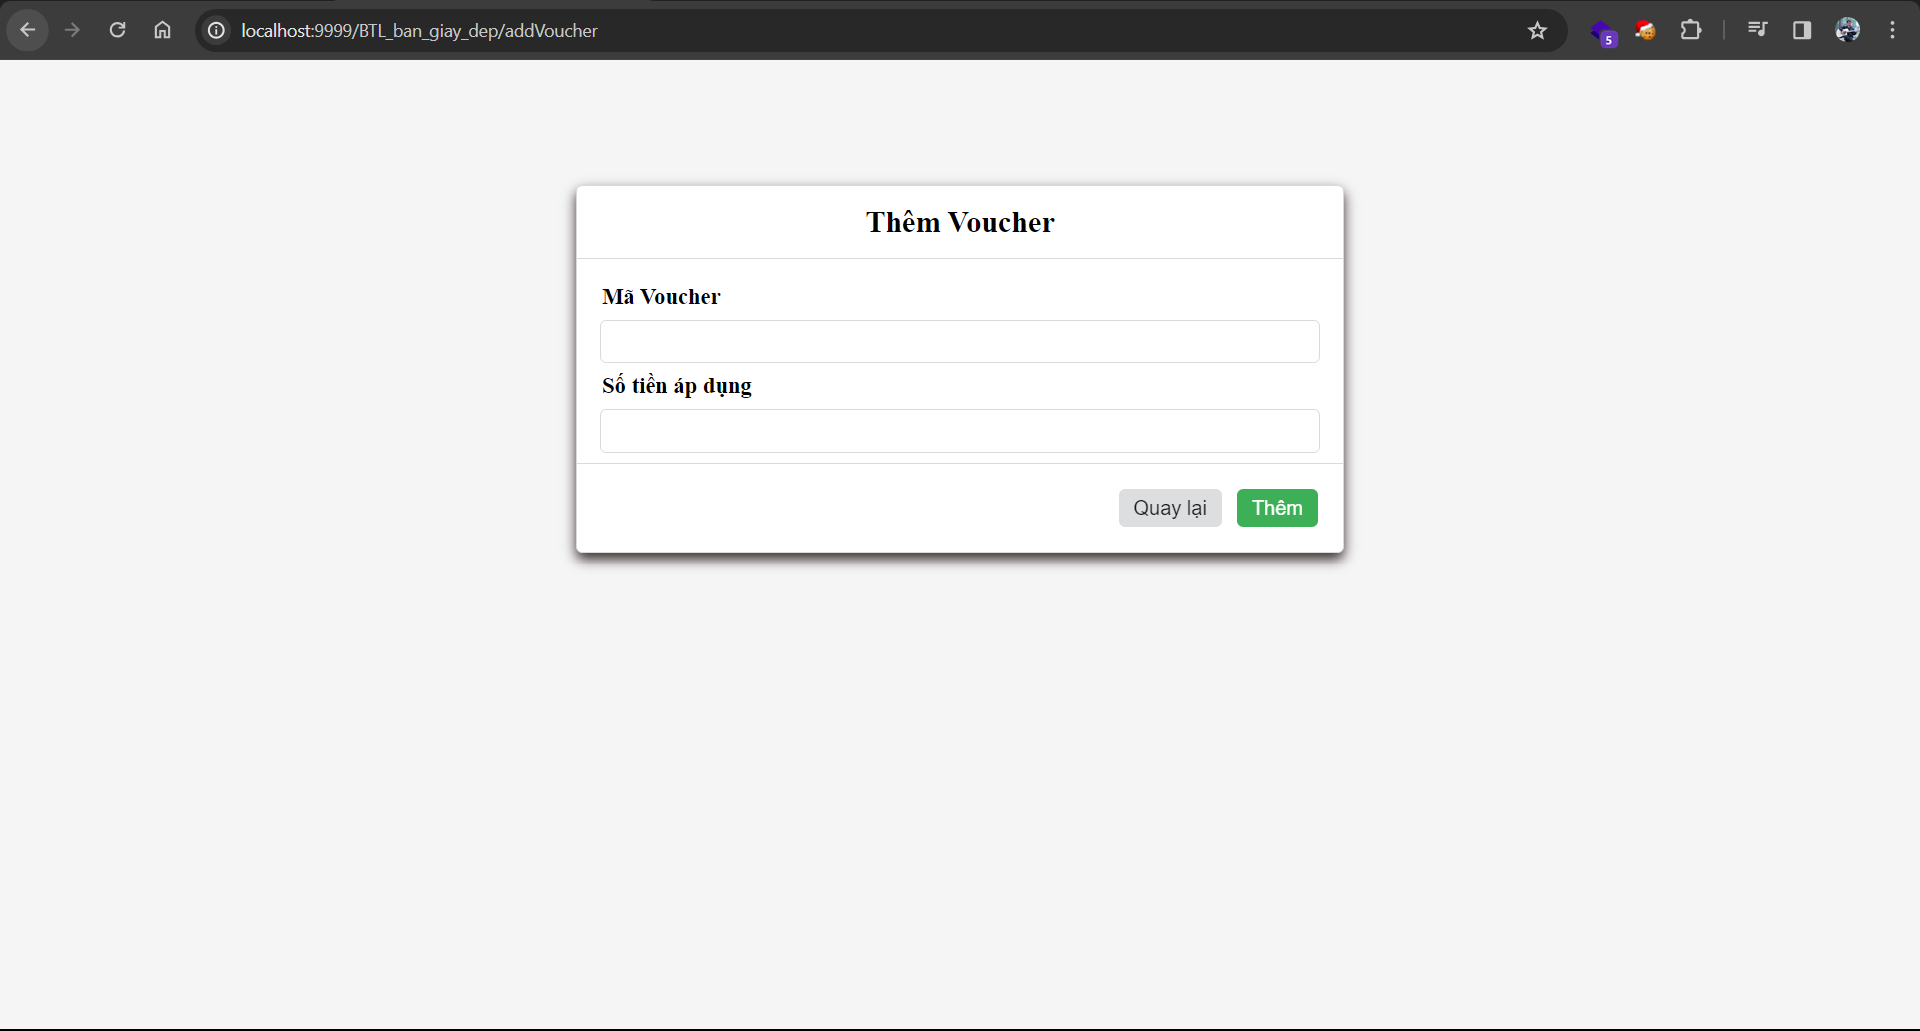 localhost:9999/BTL_ban_giay_dep/addVoucher
5
Thêm Voucher
Mã Voucher
Số tiền áp dụng
Quay lại Thêm